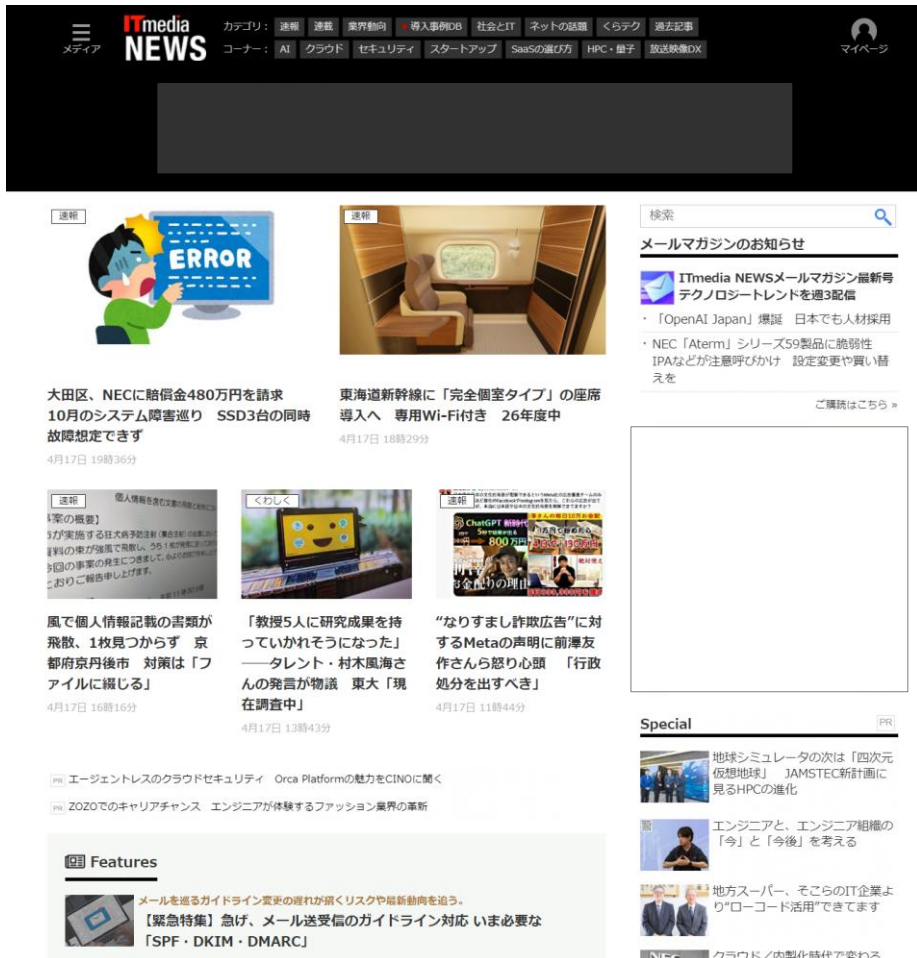 メディア
ITmedia
NEWS
カテゴリ: 速報 連載 業界動向 導入事例DB 社会とIT ネットの話題 くらテク 過去記事
コーナー: AI クラウド セキュリティ スタートアップ SaaSの選び方 HPC・量子 放送映像DX
マイページ
速報
ERROR
大田区、NECに賠償金480万円を請求
10月のシステム障害巡り SSD3台の同時
故障想定できず
4月17日 19時36分
速報
東海道新幹線に「完全個室タイプ」の座席
導入へ 専用Wi-Fi付き 26年度中
4月17日 18時29分
速報
風で個人情報記載の書類が
飛散、1枚見つからず 京
都府京丹後市 対策は「フ
ァイルに綴じる」
4月17日 16時16分
くわしく
「教授5人に研究成果を持
っていかれそうになった」
──タレント・村木風海さ
んの発言が物議 東大「現
在調査中」
4月17日 13時43分
速報
ChatGPT 新時代
800万円
“なりすまし詐欺広告”に対
するMetaの声明に前澤友
作さんら怒り心頭 「行政
処分を出すべき」
4月17日 11時44分
PR エージェントレスのクラウドセキュリティ Orca Platformの魅力をCINOに聞く
PR ZOZOでのキャリアチャンス エンジニアが体験するファッション業界の革新
Features
メールを巡るガイドライン変更の遅れが招くリスクや最新動向を追う。
【緊急特集】急げ、メール送受信のガイドライン対応 いま必要な
「SPF・DKIM・DMARC」
検索
メールマガジンのお知らせ
ITmedia NEWSメールマガジン最新号
テクノロジートレンドを週3配信
・「OpenAI Japan」爆誕 日本でも人材採用
・NEC「Aterm」シリーズ59製品に脆弱性
IPAなどが注意呼びかけ 設定変更や買い替
えを
ご購読はこちら »
Special PR
地球シミュレータの次は「四次元
仮想地球」 JAMSTEC新計画に
見るHPCの進化
エンジニアと、エンジニア組織の
「今」と「今後」を考える
地方スーパー、そこらのIT企業よ
り“ローコード活用”できてます
クラウド/内製化時代で変わる